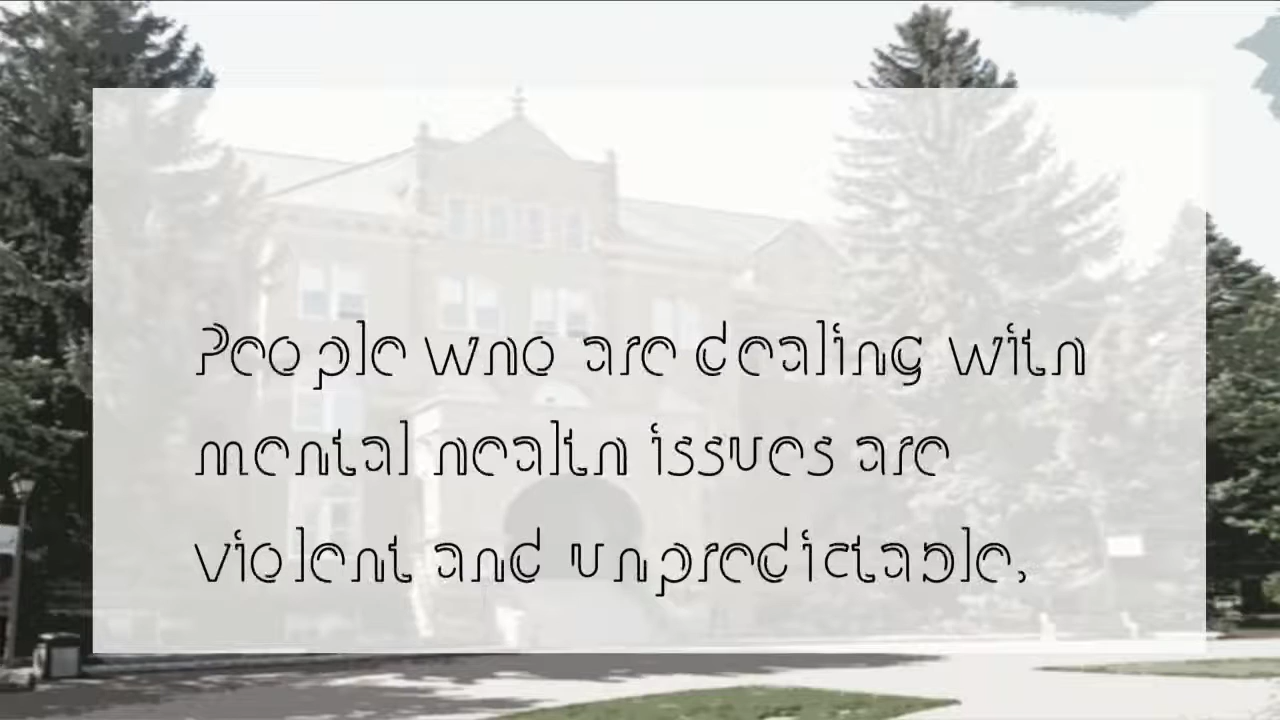 People who are dealing with
mental health issues are
violent and unpredictable.